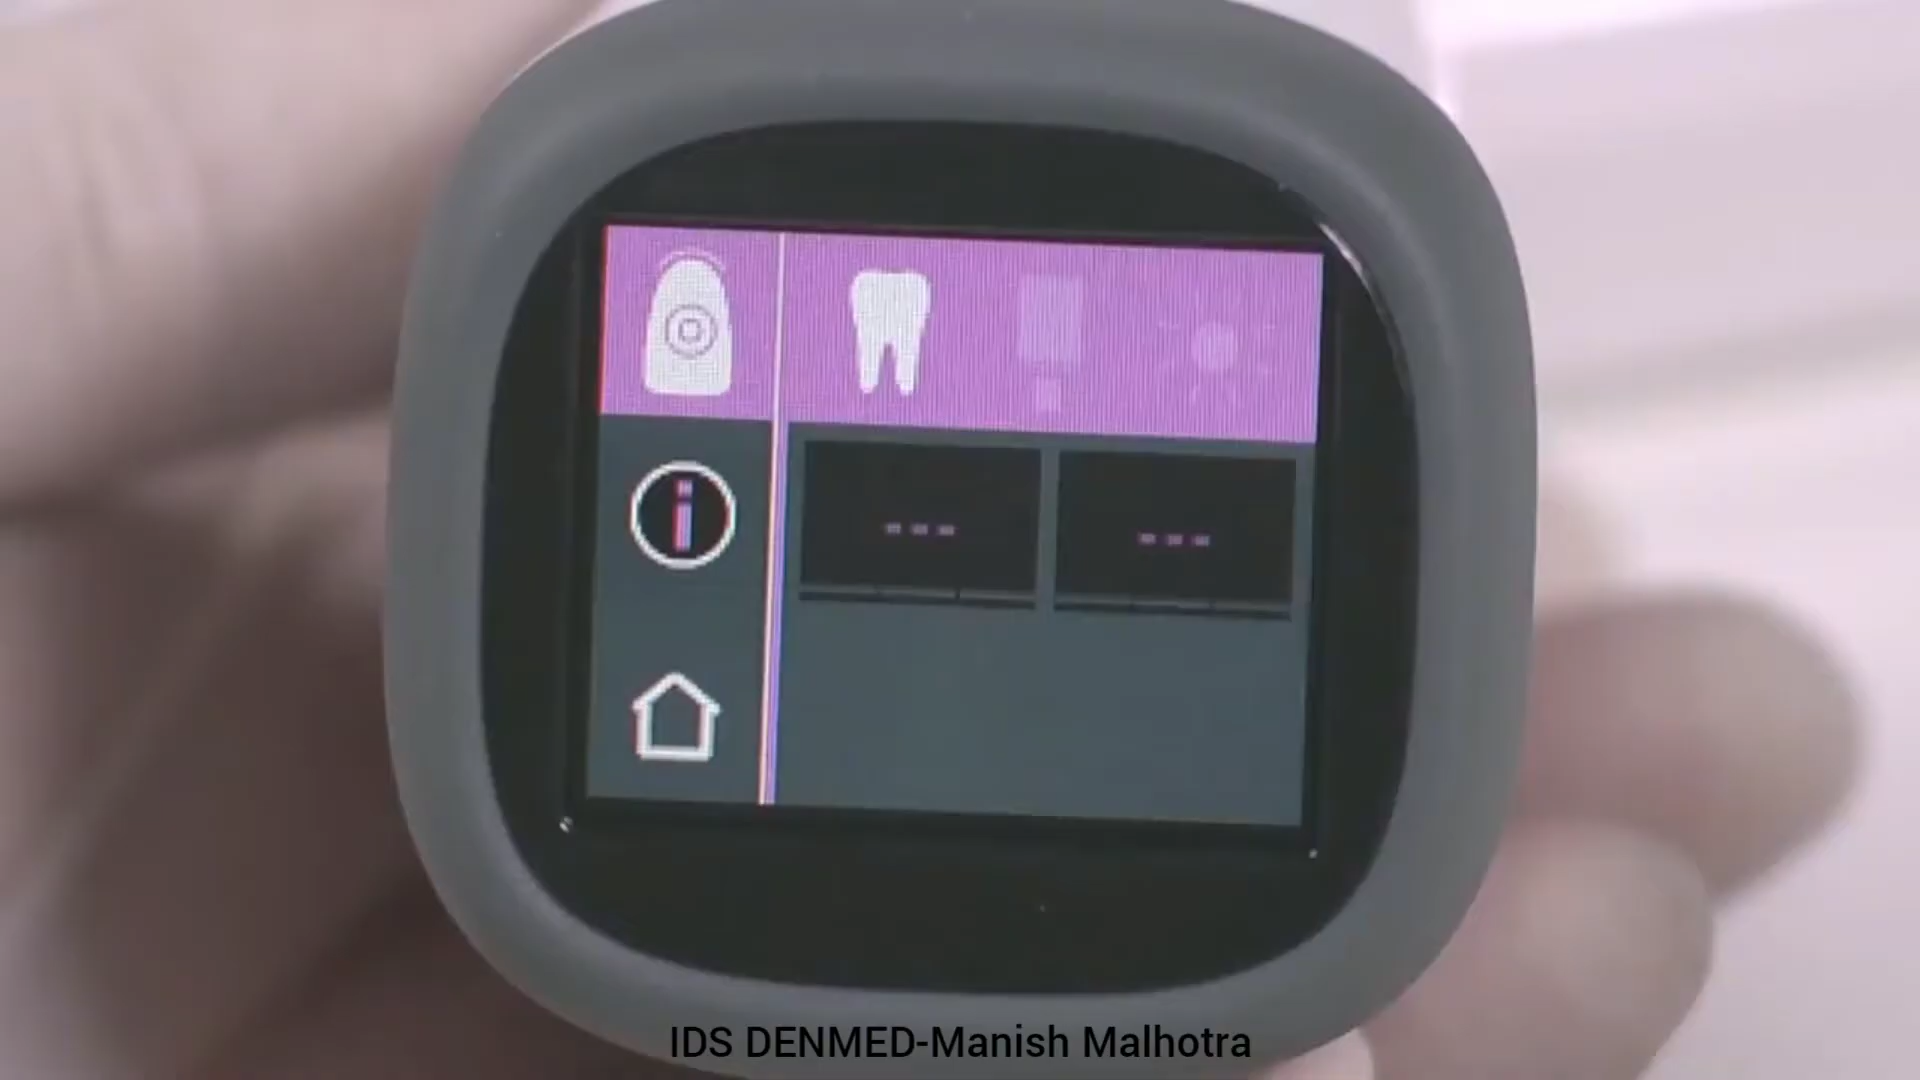 i
--- ---
IDS DENMED-Manish Malhotra